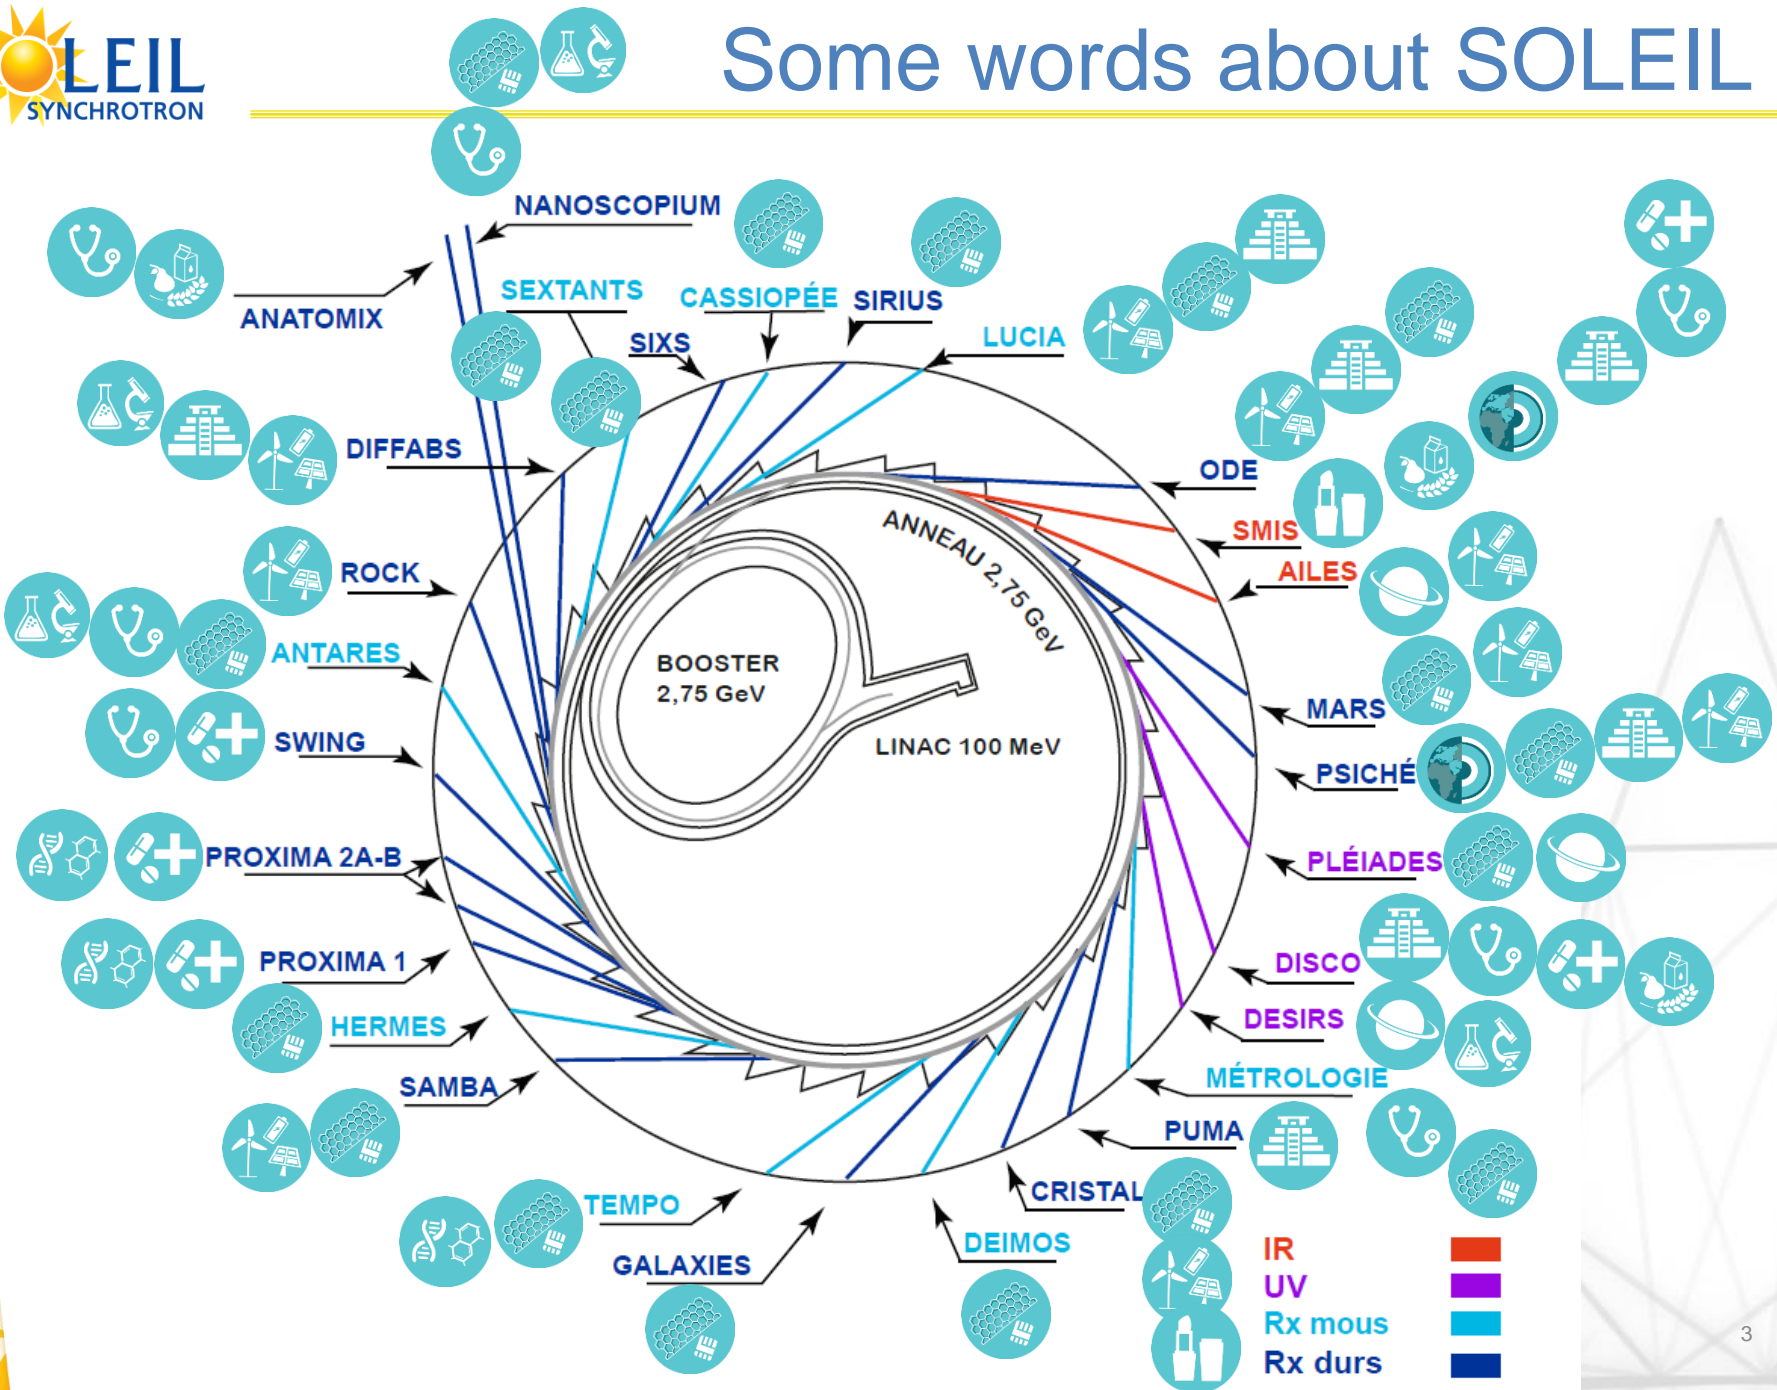 LEIL
SYNCHROTRON
Some words about SOLEIL
NANOSCOPIUM
ANATOMIX
SEXTANTS
CASSIOPÉE
SIRIUS
SIXS
LUCIA
DIFFABS
ODE
SMIS
AILES
ROCK
ANTARES
SWING
ANNEAU 2,75 GeV
BOOSTER
2,75 GeV
LINAC 100 MeV
MARS
PSICHÉ
PROXIMA 2A-B
PLÉIADES
PROXIMA 1
DISCO
HERMES
DESIRS
SAMBA
MÉTROLOGIE
PUMA
TEMPO
CRISTAL
GALAXIES
DEIMOS
IR
UV
Rx mous
Rx durs
3